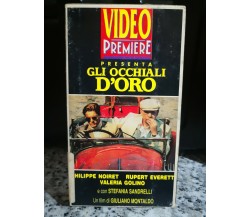 VIDEO
PREMIERE
PRESENTA
GLI OCCHIALI
D'ORO
PHILIPPE NOIRET RUPERT EVERETT
VALERIA GOLINO
e con STEFANIA SANDRELLI
Un film di GIULIANO MONTALDO